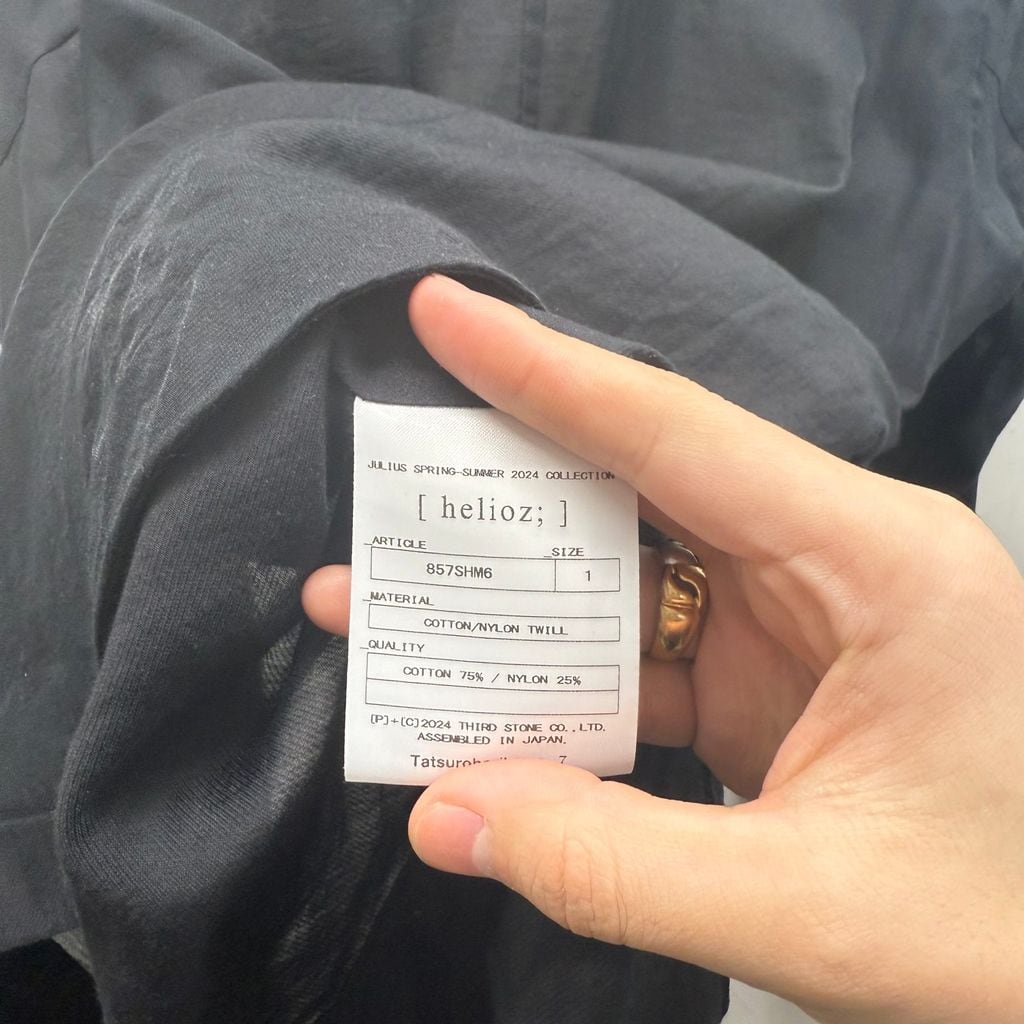 JULIUS SPRING-SUMMER 2024 COLLECTION
[ helioz; ]
_ARTICLE _SIZE
857SHM6 1
_MATERIAL
COTTON/NYLON TWILL
_QUALITY
COTTON 75% / NYLON 25%
[P]+[C]2024 THIRD STONE CO.,LTD.
ASSEMBLED IN JAPAN.
7